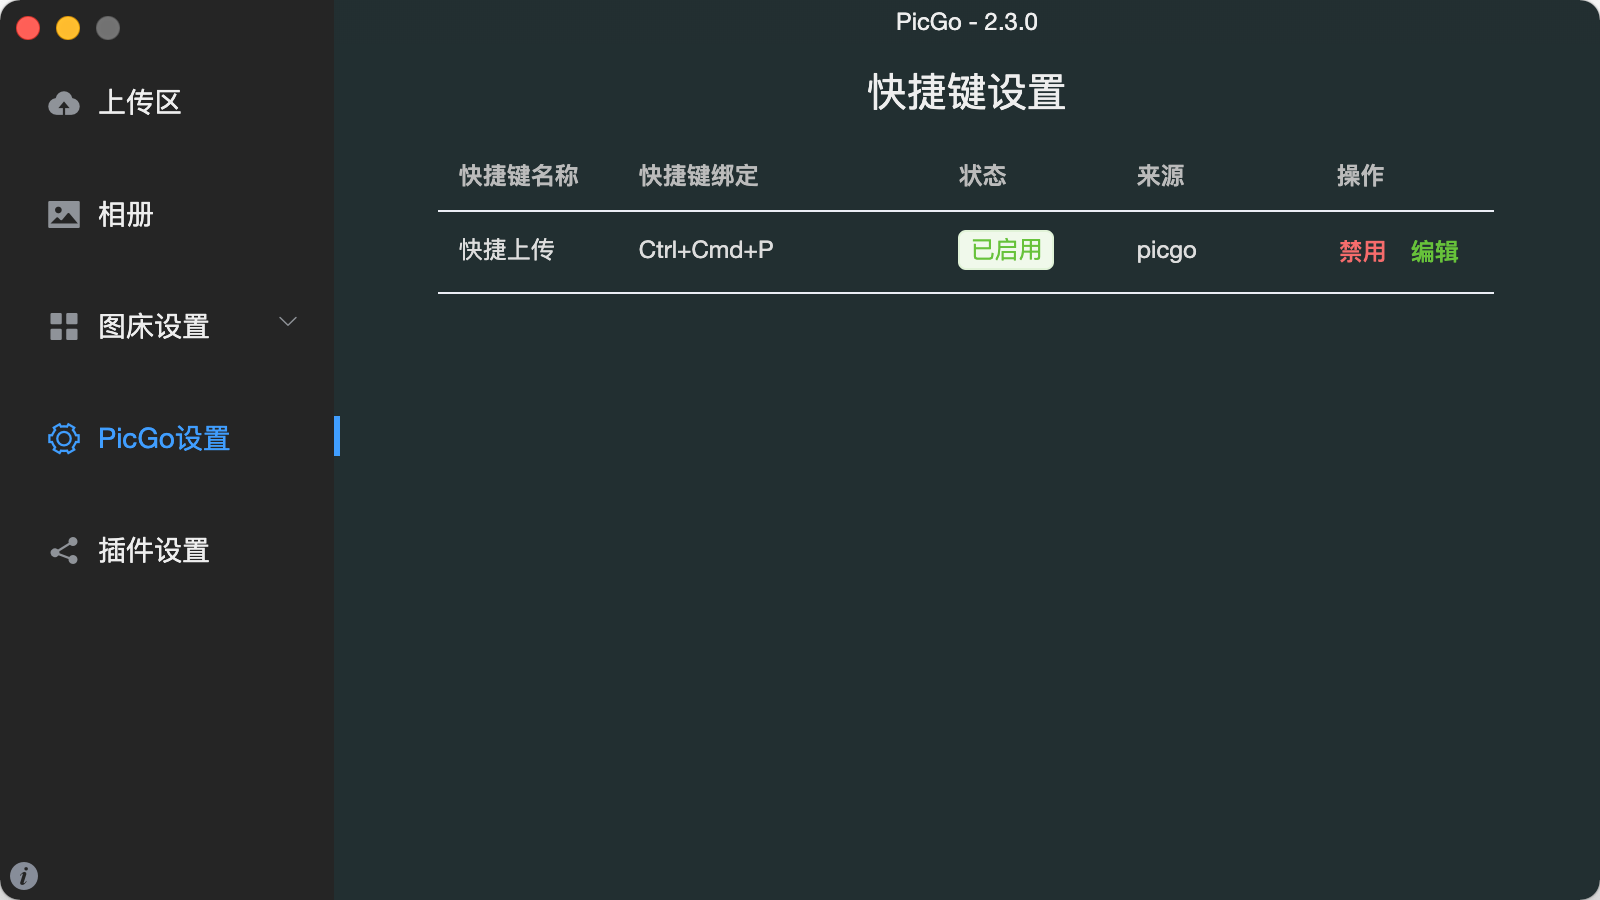 PicGo - 2.3.0
上传区
相册
图床设置
PicGo设置
插件设置
快捷键设置
快捷键名称 快捷键绑定 状态 来源 操作
快捷上传 Ctrl+Cmd+P 已启用 picgo 禁用 编辑
i